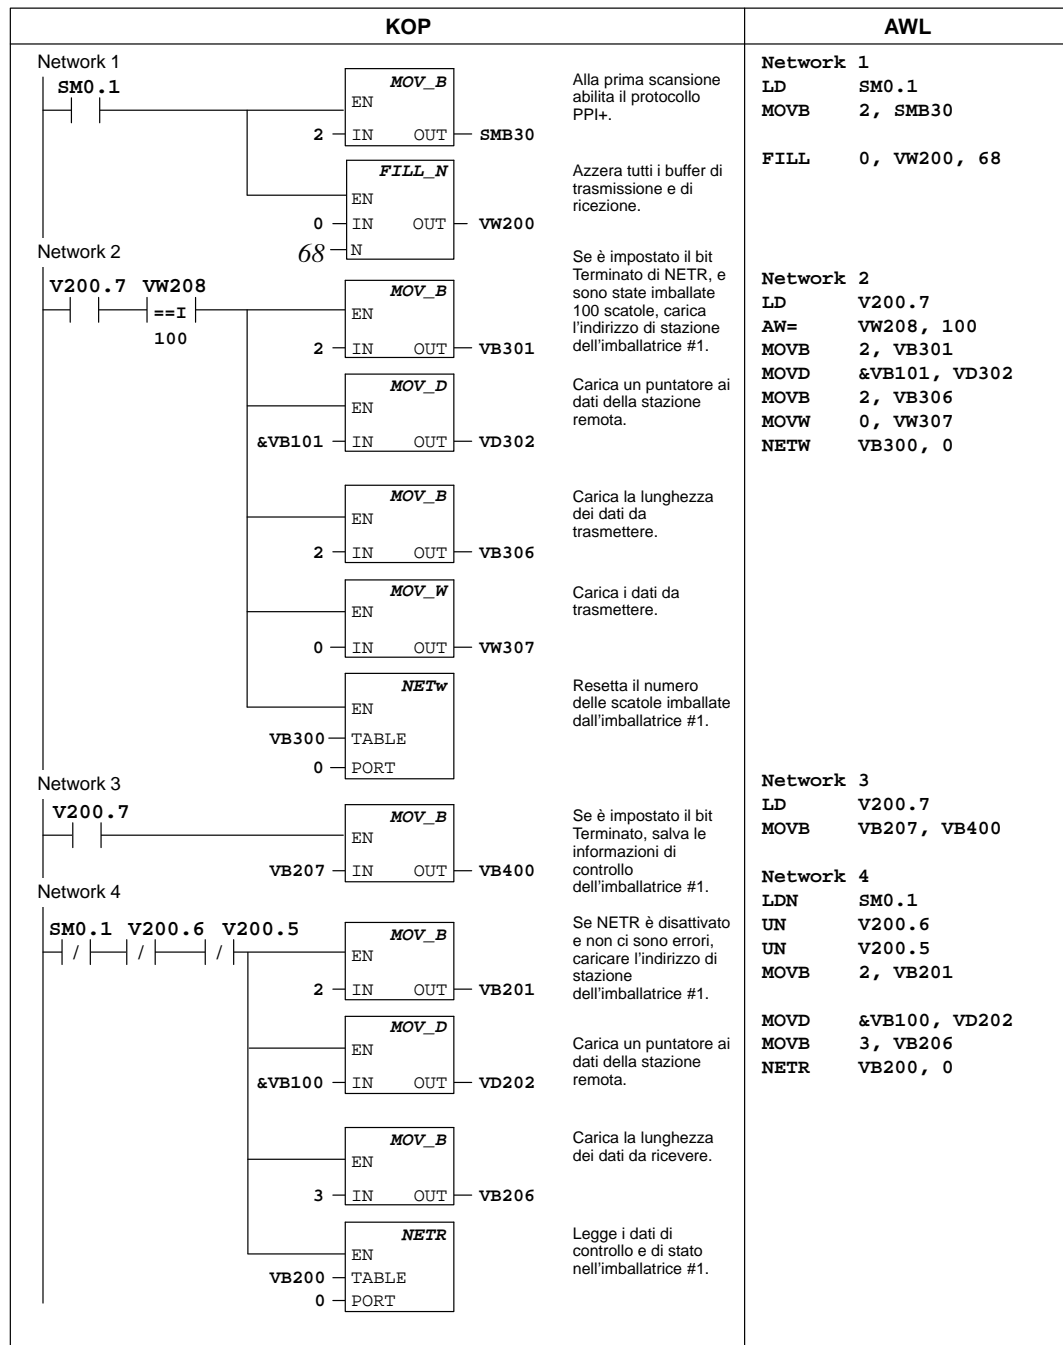 KOP
AWL
Network 1
SM0.1
MOV_B
EN
2 IN OUT SMB30
Alla prima scansione
abilita il protocollo
PPI+.
FILL_N
EN
0 IN OUT VW200
68 N
Azzera tutti i buffer di
trasmissione e di
ricezione.
Network 2
V200.7 VW208
==I
100
MOV_B
EN
2 IN OUT VB301
Se è impostato il bit
Terminato di NETR, e
sono state imballate
100 scatole, carica
l'indirizzo di stazione
dell'imballatrice #1.
MOV_D
EN
&VB101 IN OUT VD302
Carica un puntatore ai
dati della stazione
remota.
MOV_B
EN
2 IN OUT VB306
Carica la lunghezza
dei dati da
trasmettere.
MOV_W
EN
0 IN OUT VW307
Carica i dati da
trasmettere.
NETW
EN
VB300 TABLE
0 PORT
Resetta il numero
delle scatole imballate
dall'imballatrice #1.
Network 3
V200.7
MOV_B
EN
VB207 IN OUT VB400
Se è impostato il bit
Terminato, salva le
informazioni di
controllo
dell'imballatrice #1.
Network 4
SM0.1 V200.6 V200.5
/ / /
MOV_B
EN
2 IN OUT VB201
Se NETR è disattivato
e non ci sono errori,
caricare l'indirizzo di
stazione
dell'imballatrice #1.
MOV_D
EN
&VB100 IN OUT VD202
Carica un puntatore ai
dati della stazione
remota.
MOV_B
EN
3 IN OUT VB206
Carica la lunghezza
dei dati da ricevere.
NETR
EN
VB200 TABLE
0 PORT
Legge i dati di
controllo e di stato
nell'imballatrice #1.
Network 1
LD SM0.1
MOVB 2, SMB30
FILL 0, VW200, 68
Network 2
LD V200.7
AW= VW208, 100
MOVB 2, VB301
MOVD &VB101, VD302
MOVB 2, VB306
MOVW 0, VW307
NETW VB300, 0
Network 3
LD V200.7
MOVB VB207, VB400
Network 4
LDN SM0.1
UN V200.6
UN V200.5
MOVB 2, VB201
MOVD &VB100, VD202
MOVB 3, VB206
NETR VB200, 0